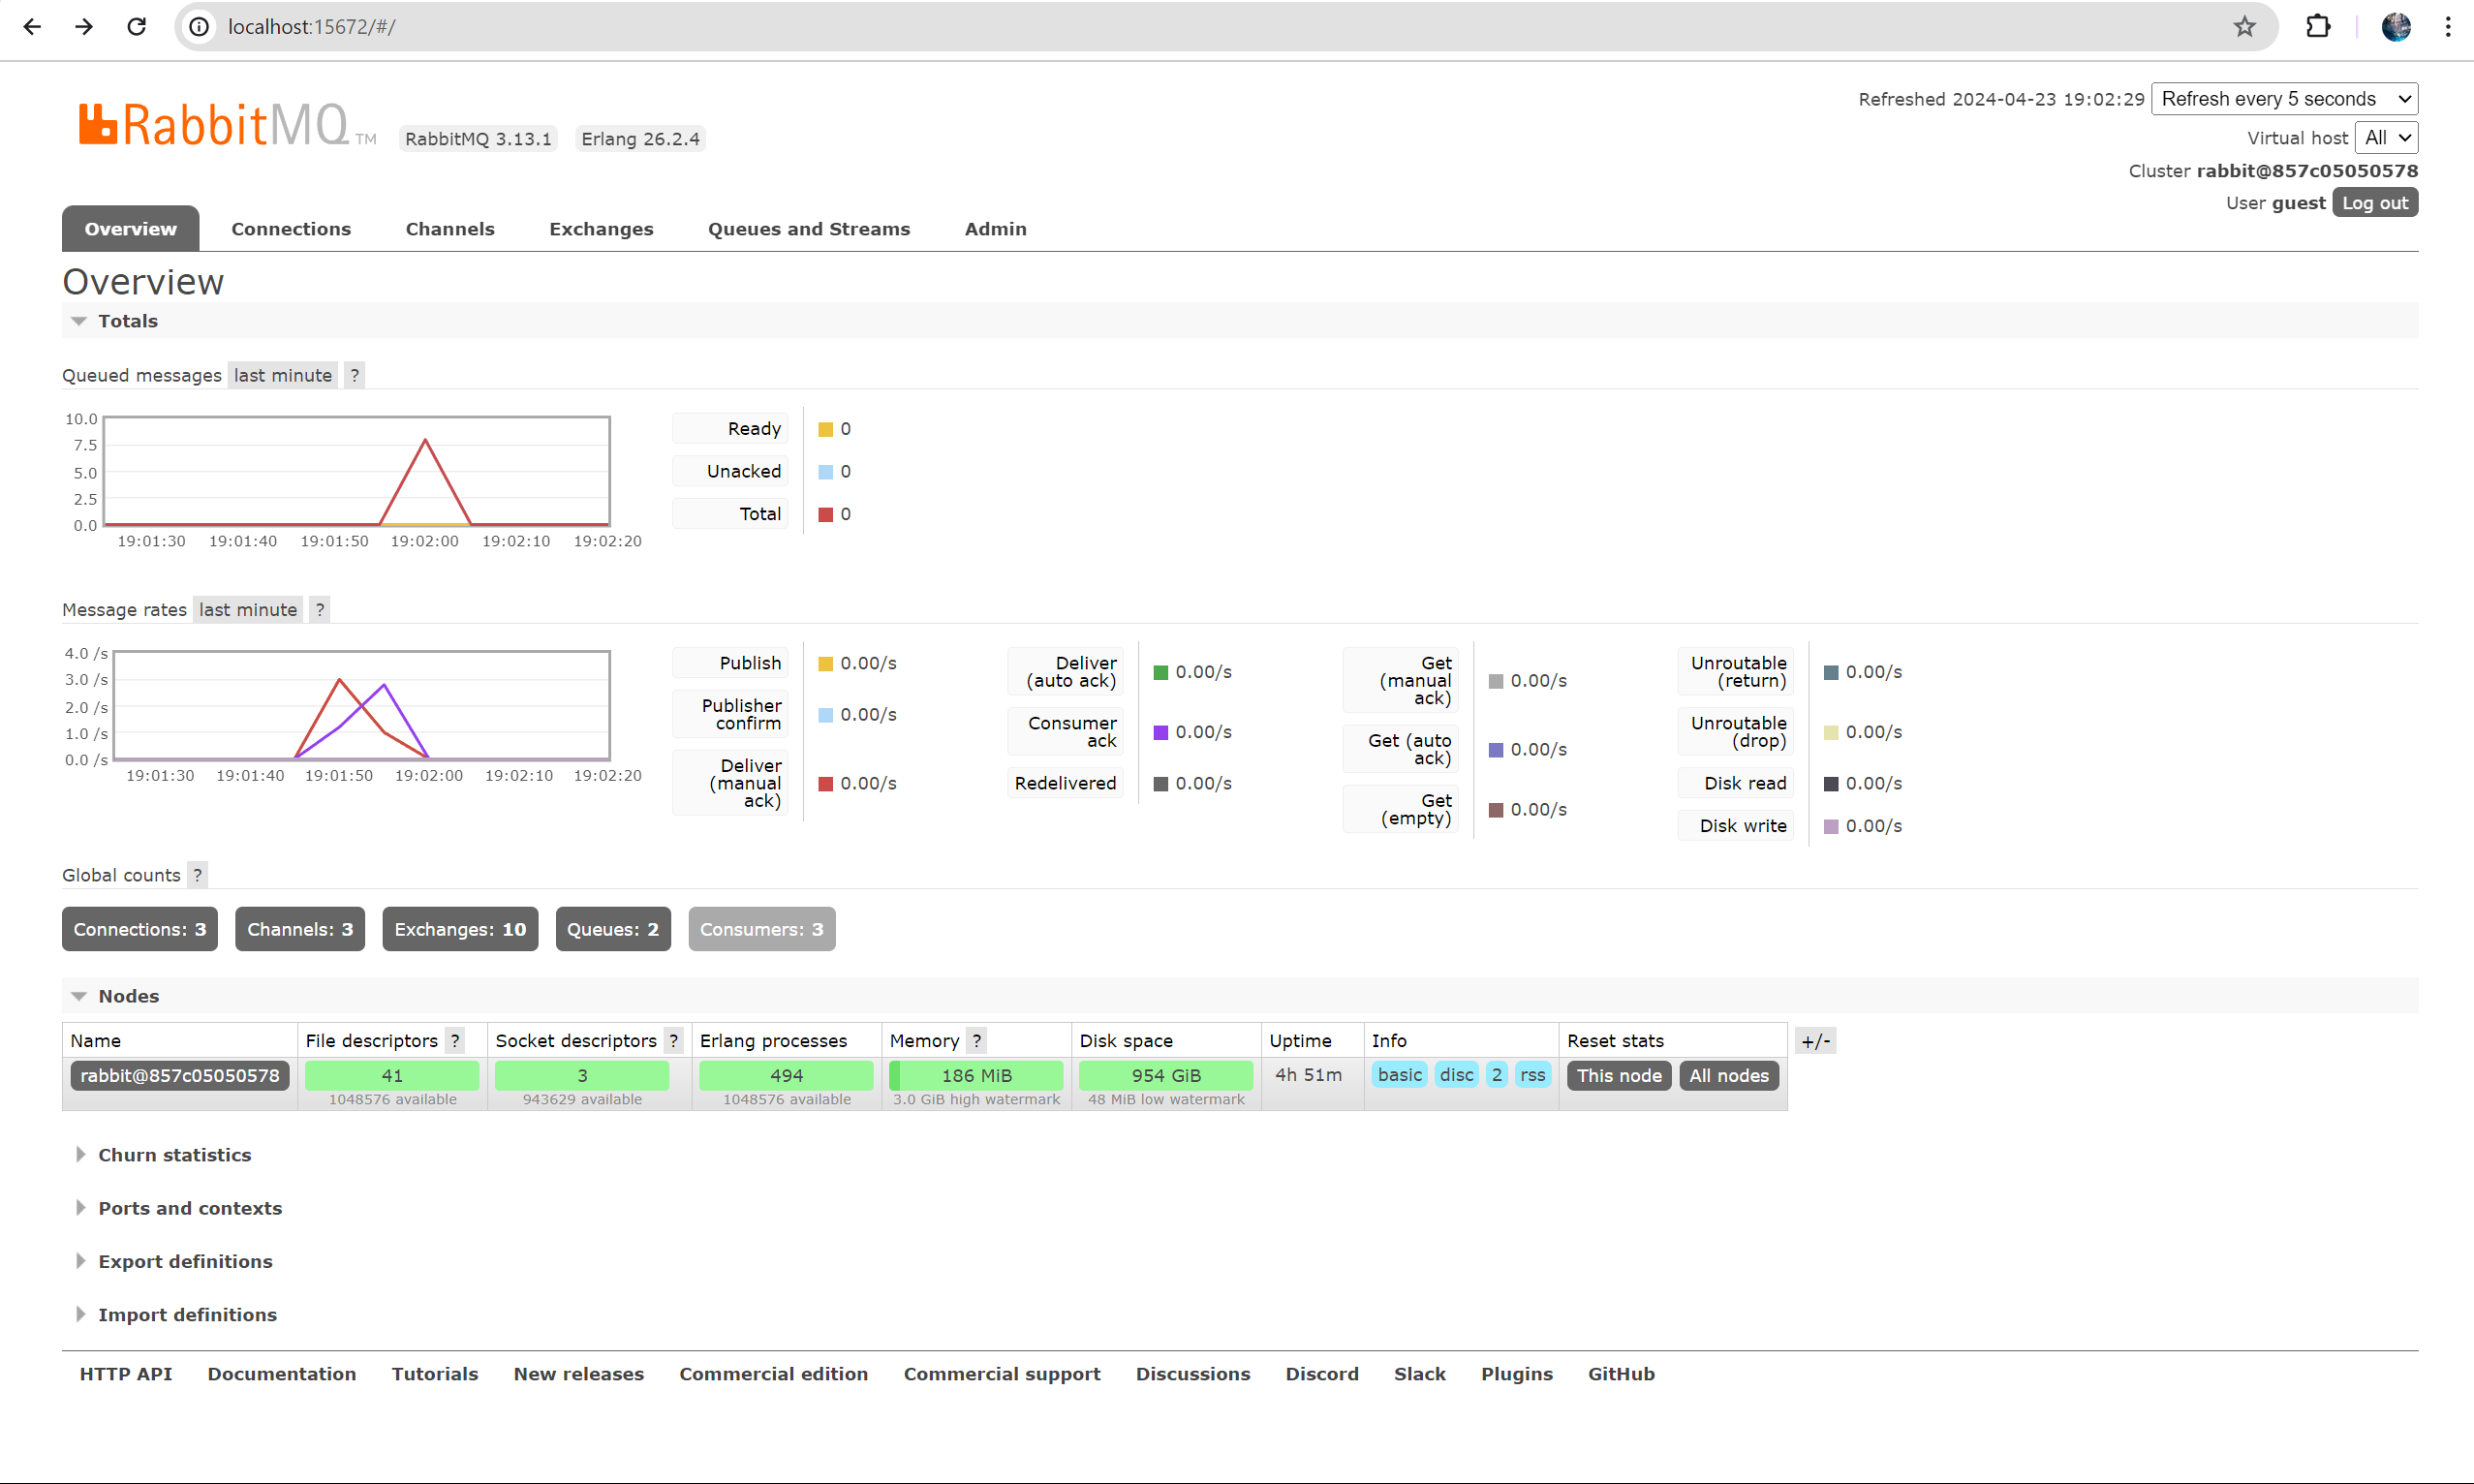 localhost:15672/#/
RabbitMQ TM RabbitMQ 3.13.1 Erlang 26.2.4
Refreshed 2024-04-23 19:02:29 Refresh every 5 seconds
Virtual host All
Cluster rabbit@857c05050578
User guest Log out
Overview Connections Channels Exchanges Queues and Streams Admin
Overview
Totals
Queued messages last minute ?
10.0
7.5
5.0
2.5
0.0
19:01:30 19:01:40 19:01:50 19:02:00 19:02:10 19:02:20
Ready 0
Unacked 0
Total 0
Message rates last minute ?
4.0 /s
3.0 /s
2.0 /s
1.0 /s
0.0 /s
19:01:30 19:01:40 19:01:50 19:02:00 19:02:10 19:02:20
Publish 0.00/s
Publisher
confirm 0.00/s
Deliver
(manual 0.00/s
ack)
Deliver
(auto ack) 0.00/s
Consumer
ack 0.00/s
Redelivered 0.00/s
Get
(manual 0.00/s
ack)
Get (auto
ack) 0.00/s
Get
(empty) 0.00/s
Unroutable
(return) 0.00/s
Unroutable
(drop) 0.00/s
Disk read 0.00/s
Disk write 0.00/s
Global counts ?
Connections: 3 Channels: 3 Exchanges: 10 Queues: 2 Consumers: 3
Nodes
Name File descriptors ? Socket descriptors ? Erlang processes Memory ? Disk space Uptime Info Reset stats +/-
rabbit@857c05050578 41 3 494 186 MiB 954 GiB 4h 51m basic disc 2 rss This node All nodes
1048576 available 943629 available 1048576 available 3.0 GiB high watermark 48 MiB low watermark
Churn statistics
Ports and contexts
Export definitions
Import definitions
HTTP API Documentation Tutorials New releases Commercial edition Commercial support Discussions Discord Slack Plugins GitHub